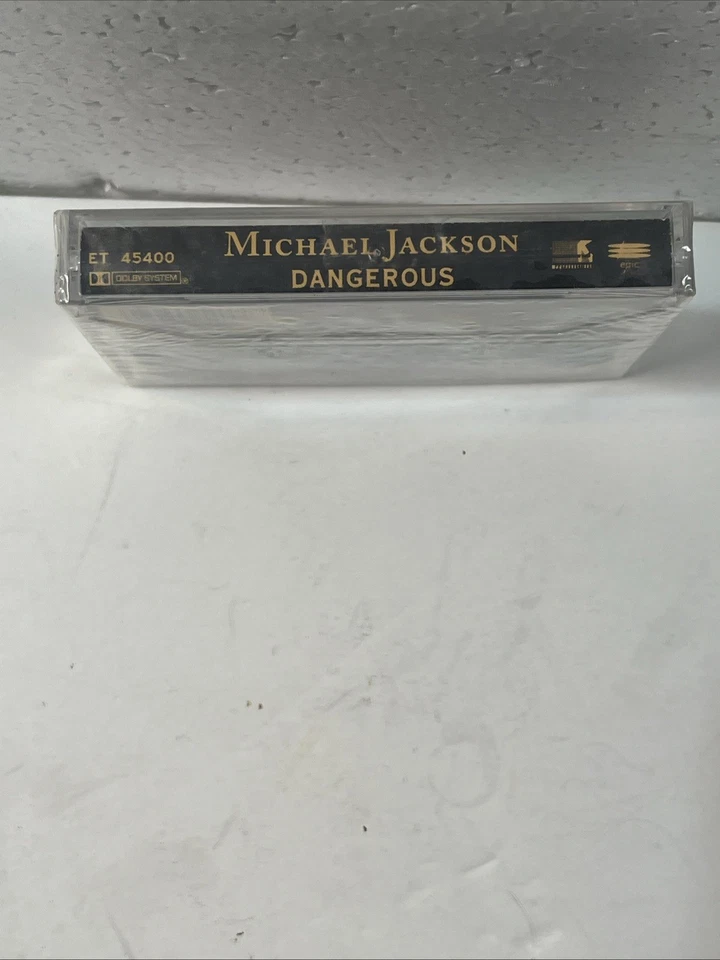 ET 45400
DOLBY SYSTEM
MICHAEL JACKSON
DANGEROUS
epic